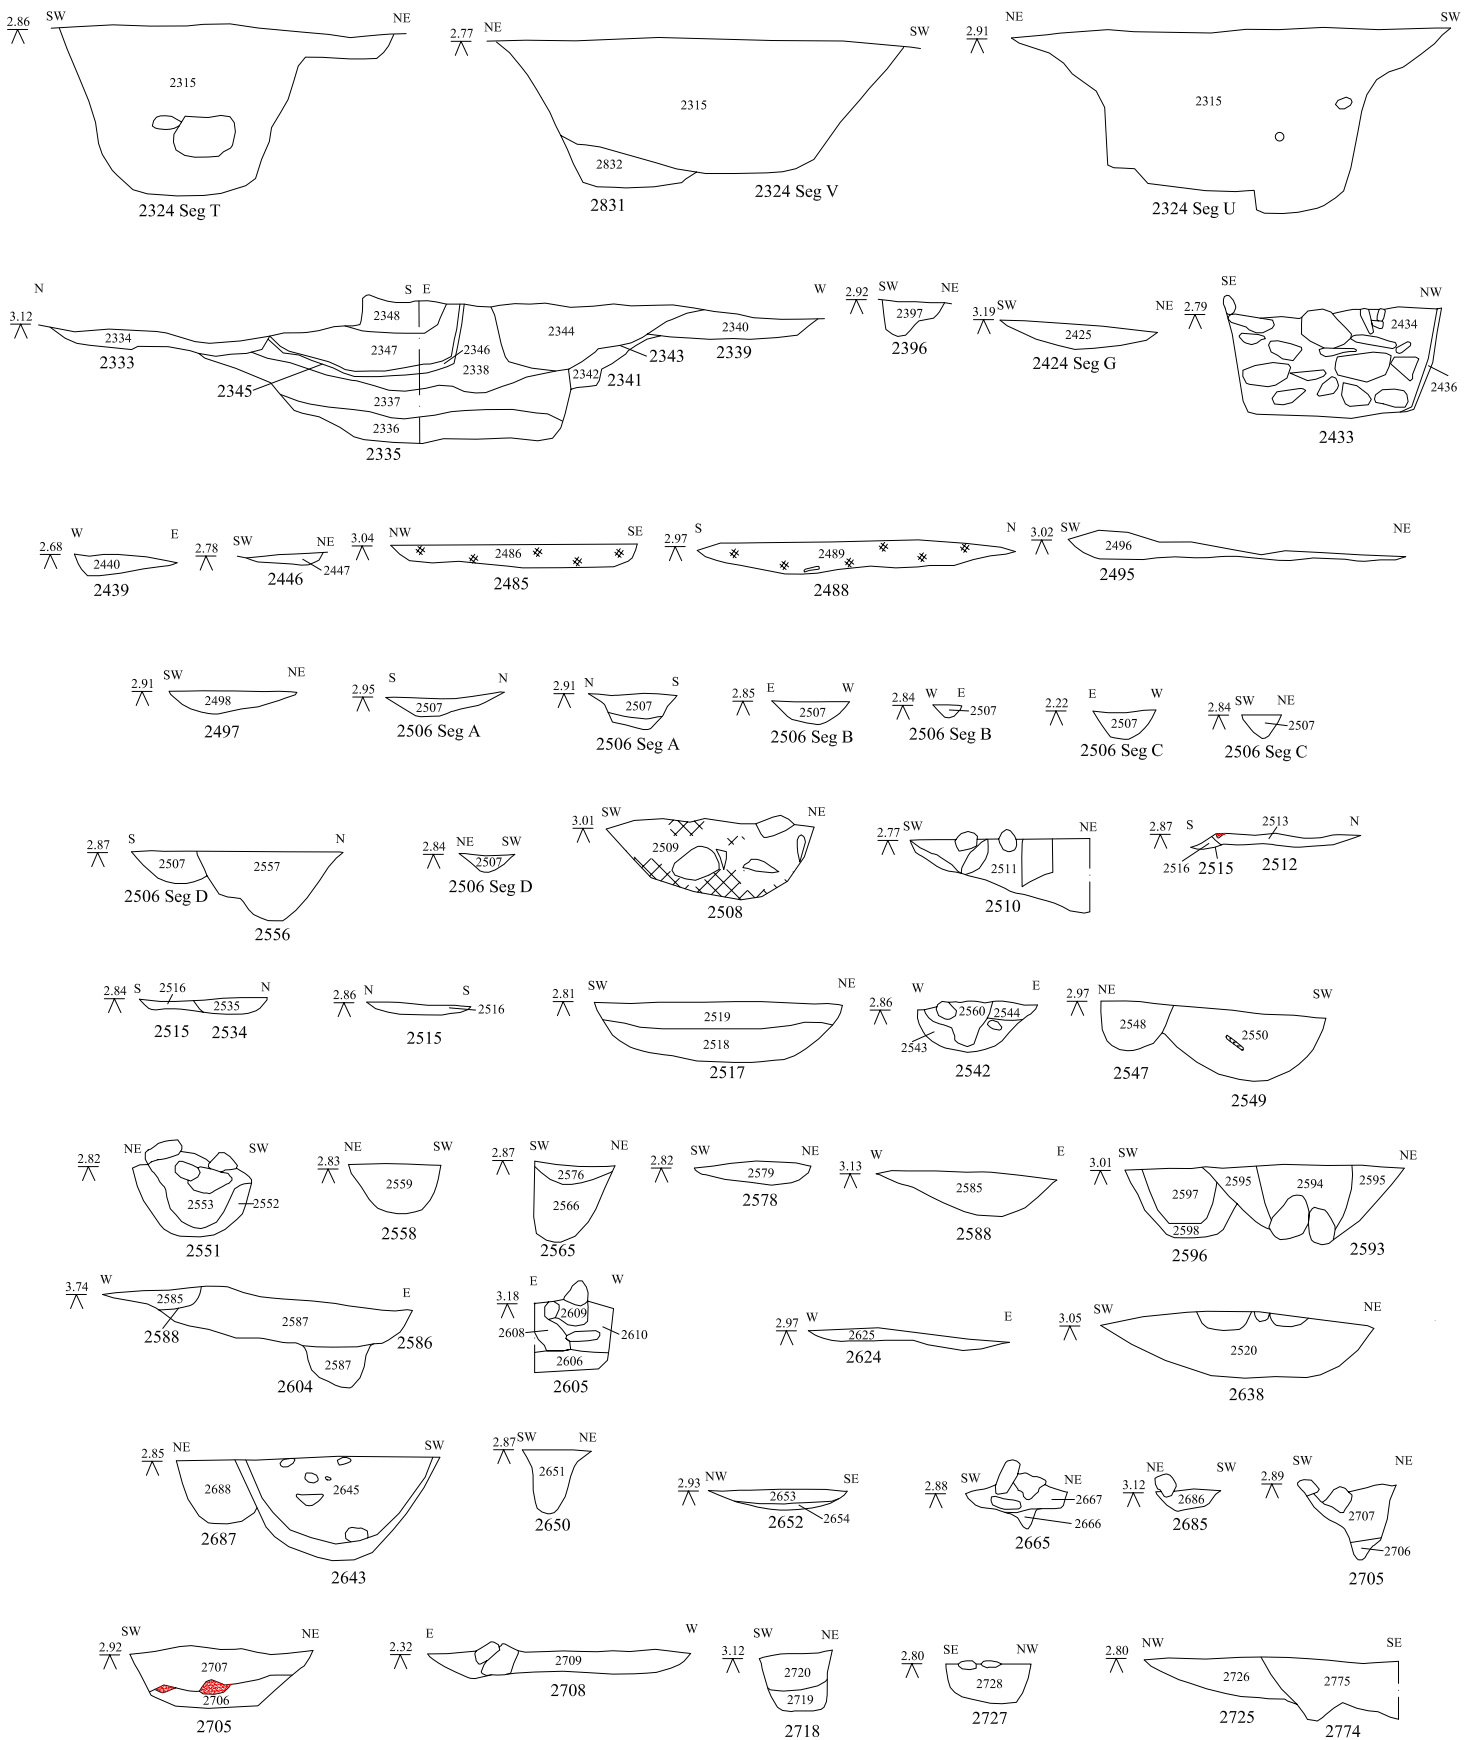 2.86 SW NE
2315
2324 Seg T
2.77 NE SW
2315
2832
2831 2324 Seg V
2.91 NE SW
2315
2324 Seg U
3.12 N S E W
2334
2333
2348
2347
2346
2345
2338
2337
2336
2335
2344
2343
2342
2341
2340
2339
2.92 SW NE
2397
2396
3.19 SW NE
2425
2424 Seg G
2.79 SE NW
2434
2436
2433
2.68 W E
2440
2439
2.78 SW NE
2447
2446
3.04 NW SE
2486
2485
2.97 S N
2489
2488
3.02 SW NE
2496
2495
2.91 SW NE
2498
2497
2.95 S N
2507
2506 Seg A
2.91 N S
2507
2506 Seg A
2.85 E W
2507
2506 Seg B
2.84 W E
2507
2506 Seg B
2.22 E W
2507
2506 Seg C
2.84 SW NE
2507
2506 Seg C
2.87 S N
2507 2557
2506 Seg D
2556
2.84 NE SW
2507
2506 Seg D
3.01 SW NE
2509
2508
2.77 SW NE
2511
2510
2.87 S N
2513
2516 2515 2512
2.84 S N
2516
2535
2515 2534
2.86 N S
2516
2515
2.81 SW NE
2519
2518
2517
2.86 W E
2560 2544
2543
2542
2.97 NE SW
2548 2550
2547
2549
2.82 NE SW
2553 2552
2551
2.83 NE SW
2559
2558
2.87 SW NE
2576
2566
2565
2.82 SW NE
2579
2578
3.13 W E
2585
2588
3.01 SW NE
2597 2595 2594 2595
2598
2596 2593
3.74 W E
2585
2588
2587
2586
2587
2604
3.18 E W
2609
2608 2610
2606
2605
2.97 W E
2625
2624
3.05 SW NE
2520
2638
2.85 NE SW
2688 2645
2687
2643
2.87 SW NE
2651
2650
2.93 NW SE
2653
2654
2652
2.88 SW NE
2667
2666
2665
3.12 NE SW
2686
2685
2.89 SW NE
2707
2706
2705
2.92 SW NE
2707
2706
2705
2.32 E W
2709
2708
3.12 SW NE
2720
2719
2718
2.80 SE NW
2728
2727
2.80 NW SE
2726 2775
2725 2774